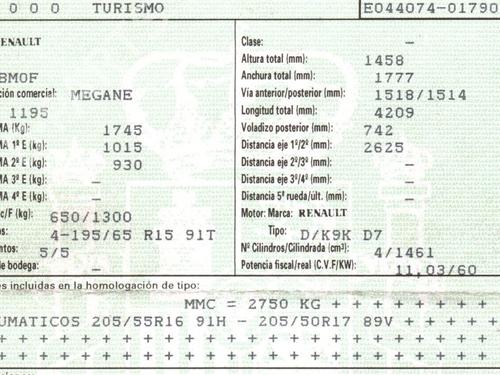 0 0 0 TURISMO E044074-01790
RENAULT
BMOF
ción comercial: MEGANE
1195
MA (Kg): 1745
MA 1º E (kg): 1015
MA 2º E (kg): 930
MA 3º E (kg): –
MA 4º E (kg): –
c/F (kg): 650/1300
s: 4-195/65 R15 91T
ntos: 5/5
de bodega: –
Clase: –
Altura total (mm): 1458
Anchura total (mm): 1777
Vía anterior/posterior (mm): 1518/1514
Longitud total (mm): 4209
Voladizo posterior (mm): 742
Distancia eje 1º/2º (mm): 2625
Distancia eje 2º/3º (mm): –
Distancia eje 3º/4º (mm): –
Distancia 5ª rueda/últ. (mm): –
Motor: Marca: RENAULT
Tipo: D/K9K D7
Nº Cilindros/Cilindrada (cm³): 4/1461
Potencia fiscal/real (C.V.F/KW): 11,03/60
es incluidas en la homologación de tipo:
MMC = 2750 KG + + + + + + + +
EUMATICOS 205/55R16 91H - 205/50R17 89V + + + + +
+ + + + + + + + + + + + + + + + + + + + + + + +
+ + + + + + + + + + + + + + + + + + + + + + + +